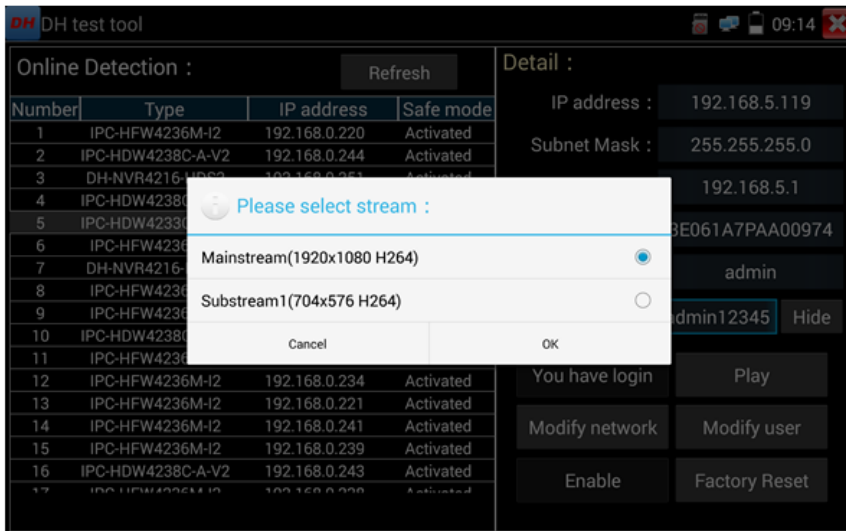 DH DH test tool 09:14
Online Detection : Refresh
Number Type IP address Safe mode
1 IPC-HFW4236M-I2 192.168.0.220 Activated
2 IPC-HDW4238C-A-V2 192.168.0.244 Activated
3
4
5
6
7 DH-NVR4216-
8
9
10
11
12 IPC-HFW4236M-I2 192.168.0.234 Activated
13 IPC-HFW4236M-I2 192.168.0.221 Activated
14 IPC-HFW4236M-I2 192.168.0.241 Activated
15 IPC-HFW4236M-I2 192.168.0.239 Activated
16 IPC-HDW4238C-A-V2 192.168.0.243 Activated
Detail :
IP address : 192.168.5.119
Subnet Mask : 255.255.255.0
192.168.5.1
3E061A7PAA00974
admin
dmin12345 Hide
You have login Play
Modify network Modify user
Enable Factory Reset
Please select stream :
Mainstream(1920x1080 H264)
Substream1(704x576 H264)
Cancel OK